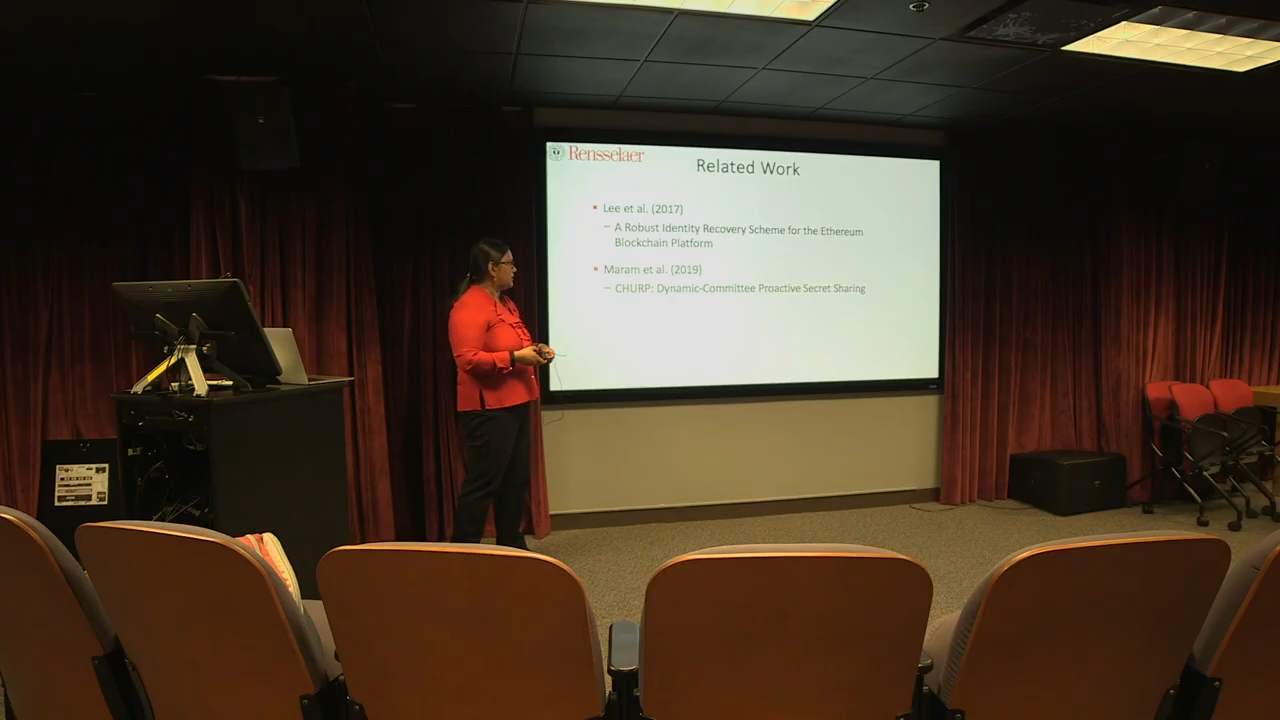 Rensselaer
Related Work
▪ Lee et al. (2017)
– A Robust Identity Recovery Scheme for the Ethereum
Blockchain Platform
▪ Maram et al. (2019)
– CHURP: Dynamic-Committee Proactive Secret Sharing